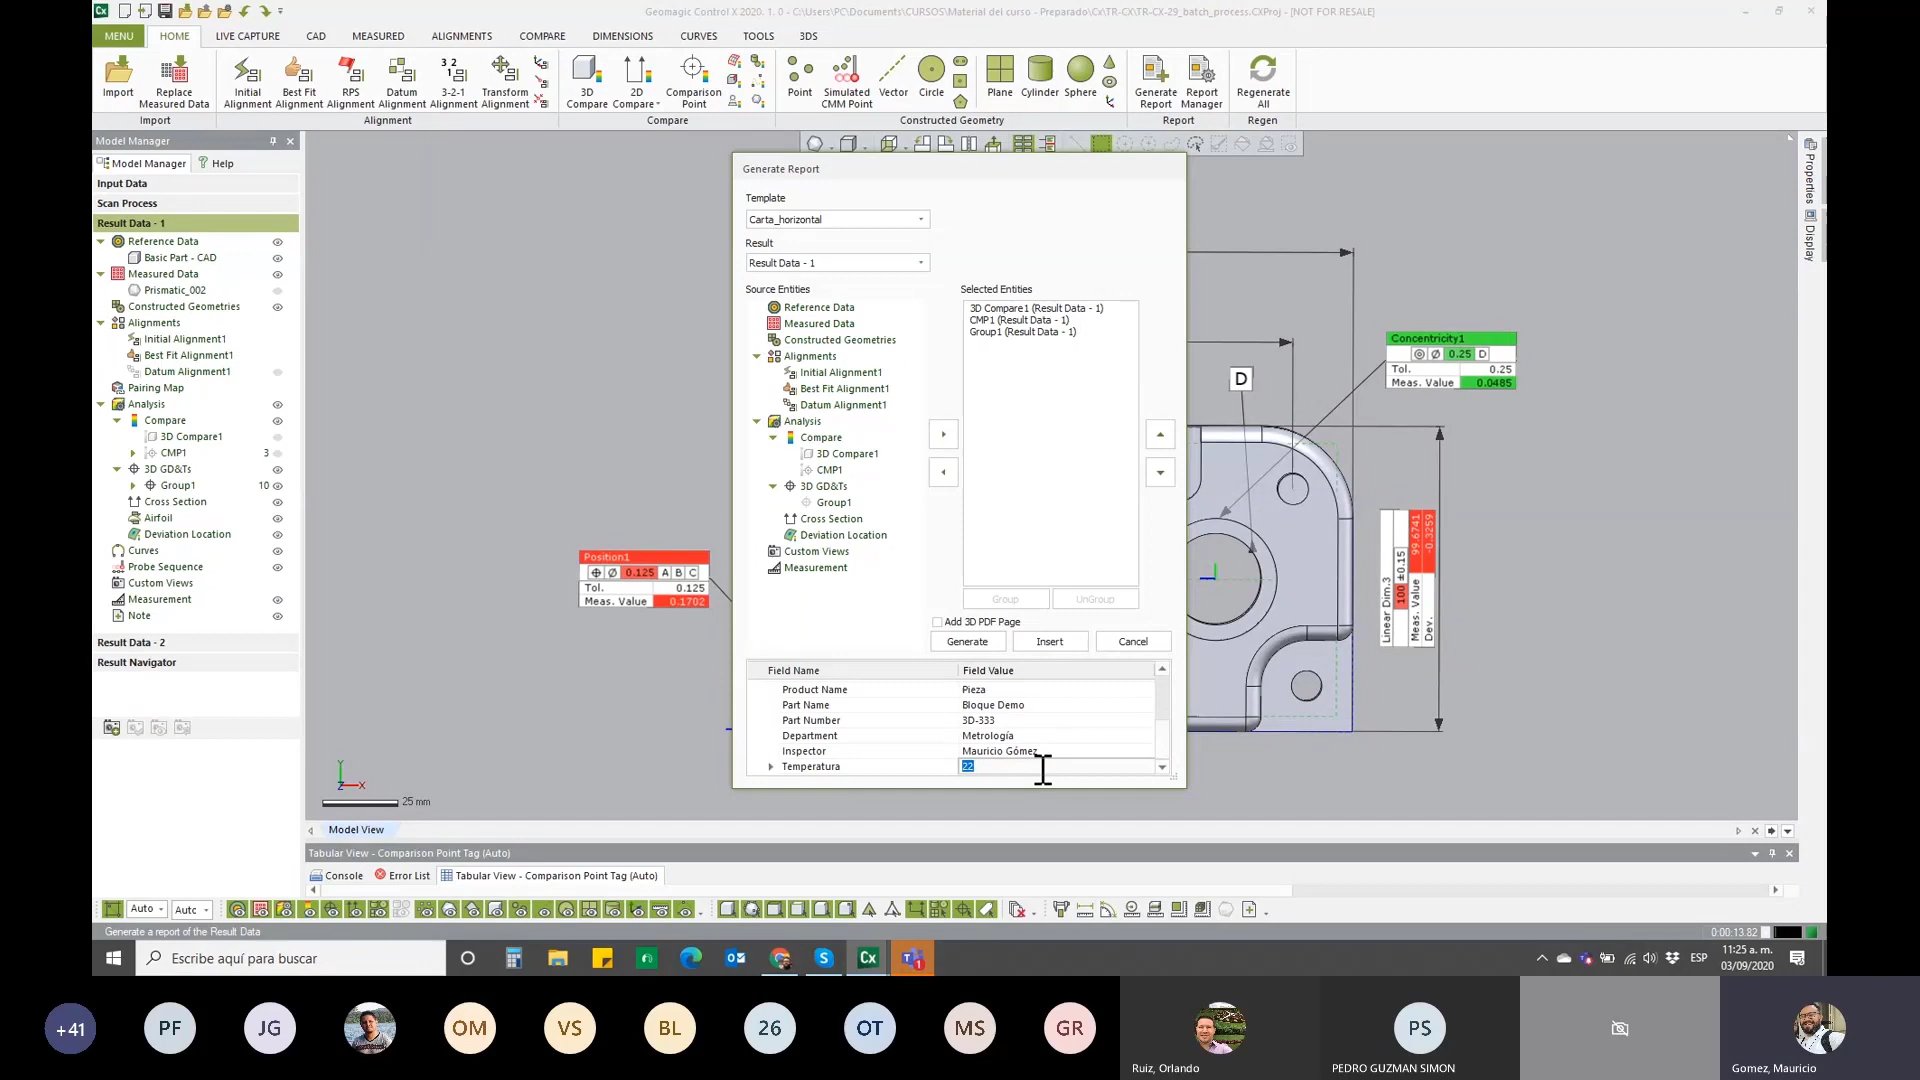 Cx
Geomagic Control X 2020. 1. 0 - C:\Users\PC\Documents\CURSOS\Material del curso - Preparado\Cx\TR-CX\TR-CX-29_batch_process.CXProj - [NOT FOR RESALE]
MENU HOME LIVE CAPTURE CAD MEASURED ALIGNMENTS COMPARE DIMENSIONS CURVES TOOLS 3DS
Import
Replace Measured Data
Initial Alignment
Best Fit Alignment
RPS Alignment
Datum Alignment
3 2 1
3-2-1 Alignment
Transform Alignment
3D Compare
2D Compare
Comparison Point
Point
Simulated CMM Point
Vector
Circle
Plane
Cylinder
Sphere
Generate Report
Report Manager
Regenerate All
Import Alignment Compare Constructed Geometry Report Regen
Model Manager
Model Manager ? Help
Input Data
Scan Process
Result Data - 1
Reference Data
Basic Part - CAD
Measured Data
Prismatic_002
Constructed Geometries
Alignments
Initial Alignment1
Best Fit Alignment1
Datum Alignment1
Pairing Map
Analysis
Compare
3D Compare1
CMP1 3
3D GD&Ts
Group1 10
Cross Section
Airfoil
Deviation Location
Curves
Probe Sequence
Custom Views
Measurement
Note
Result Data - 2
Result Navigator
Generate Report
Template
Carta_horizontal
Result
Result Data - 1
Source Entities
Reference Data
Measured Data
Constructed Geometries
Alignments
Initial Alignment1
Best Fit Alignment1
Datum Alignment1
Analysis
Compare
3D Compare1
CMP1
3D GD&Ts
Group1
Cross Section
Deviation Location
Custom Views
Measurement
Selected Entities
3D Compare1 (Result Data - 1)
CMP1 (Result Data - 1)
Group1 (Result Data - 1)
Group UnGroup
Add 3D PDF Page
Generate Insert Cancel
Field Name Field Value
Product Name Pieza
Part Name Bloque Demo
Part Number 3D-333
Department Metrología
Inspector Mauricio Gómez
Temperatura 22
Position1
0.125 A B C
Tol. 0.125
Meas. Value 0.1702
Concentricity1
0.25 D
Tol. 0.25
Meas. Value 0.0485
D
Linear Dim.3
100 ±0.15
Meas. Value 99.6741
Dev. -0.3259
Properties
Display
Y
Z X
25 mm
Model View
Tabular View - Comparison Point Tag (Auto)
Console Error List Tabular View - Comparison Point Tag (Auto)
Auto Autc
Generate a report of the Result Data
0:00:13.82
Escribe aquí para buscar
Cx
1
ESP
11:25 a. m.
03/09/2020
+41 PF JG OM VS BL 26 OT MS GR PS
Ruiz, Orlando
PEDRO GUZMAN SIMON
Gomez, Mauricio